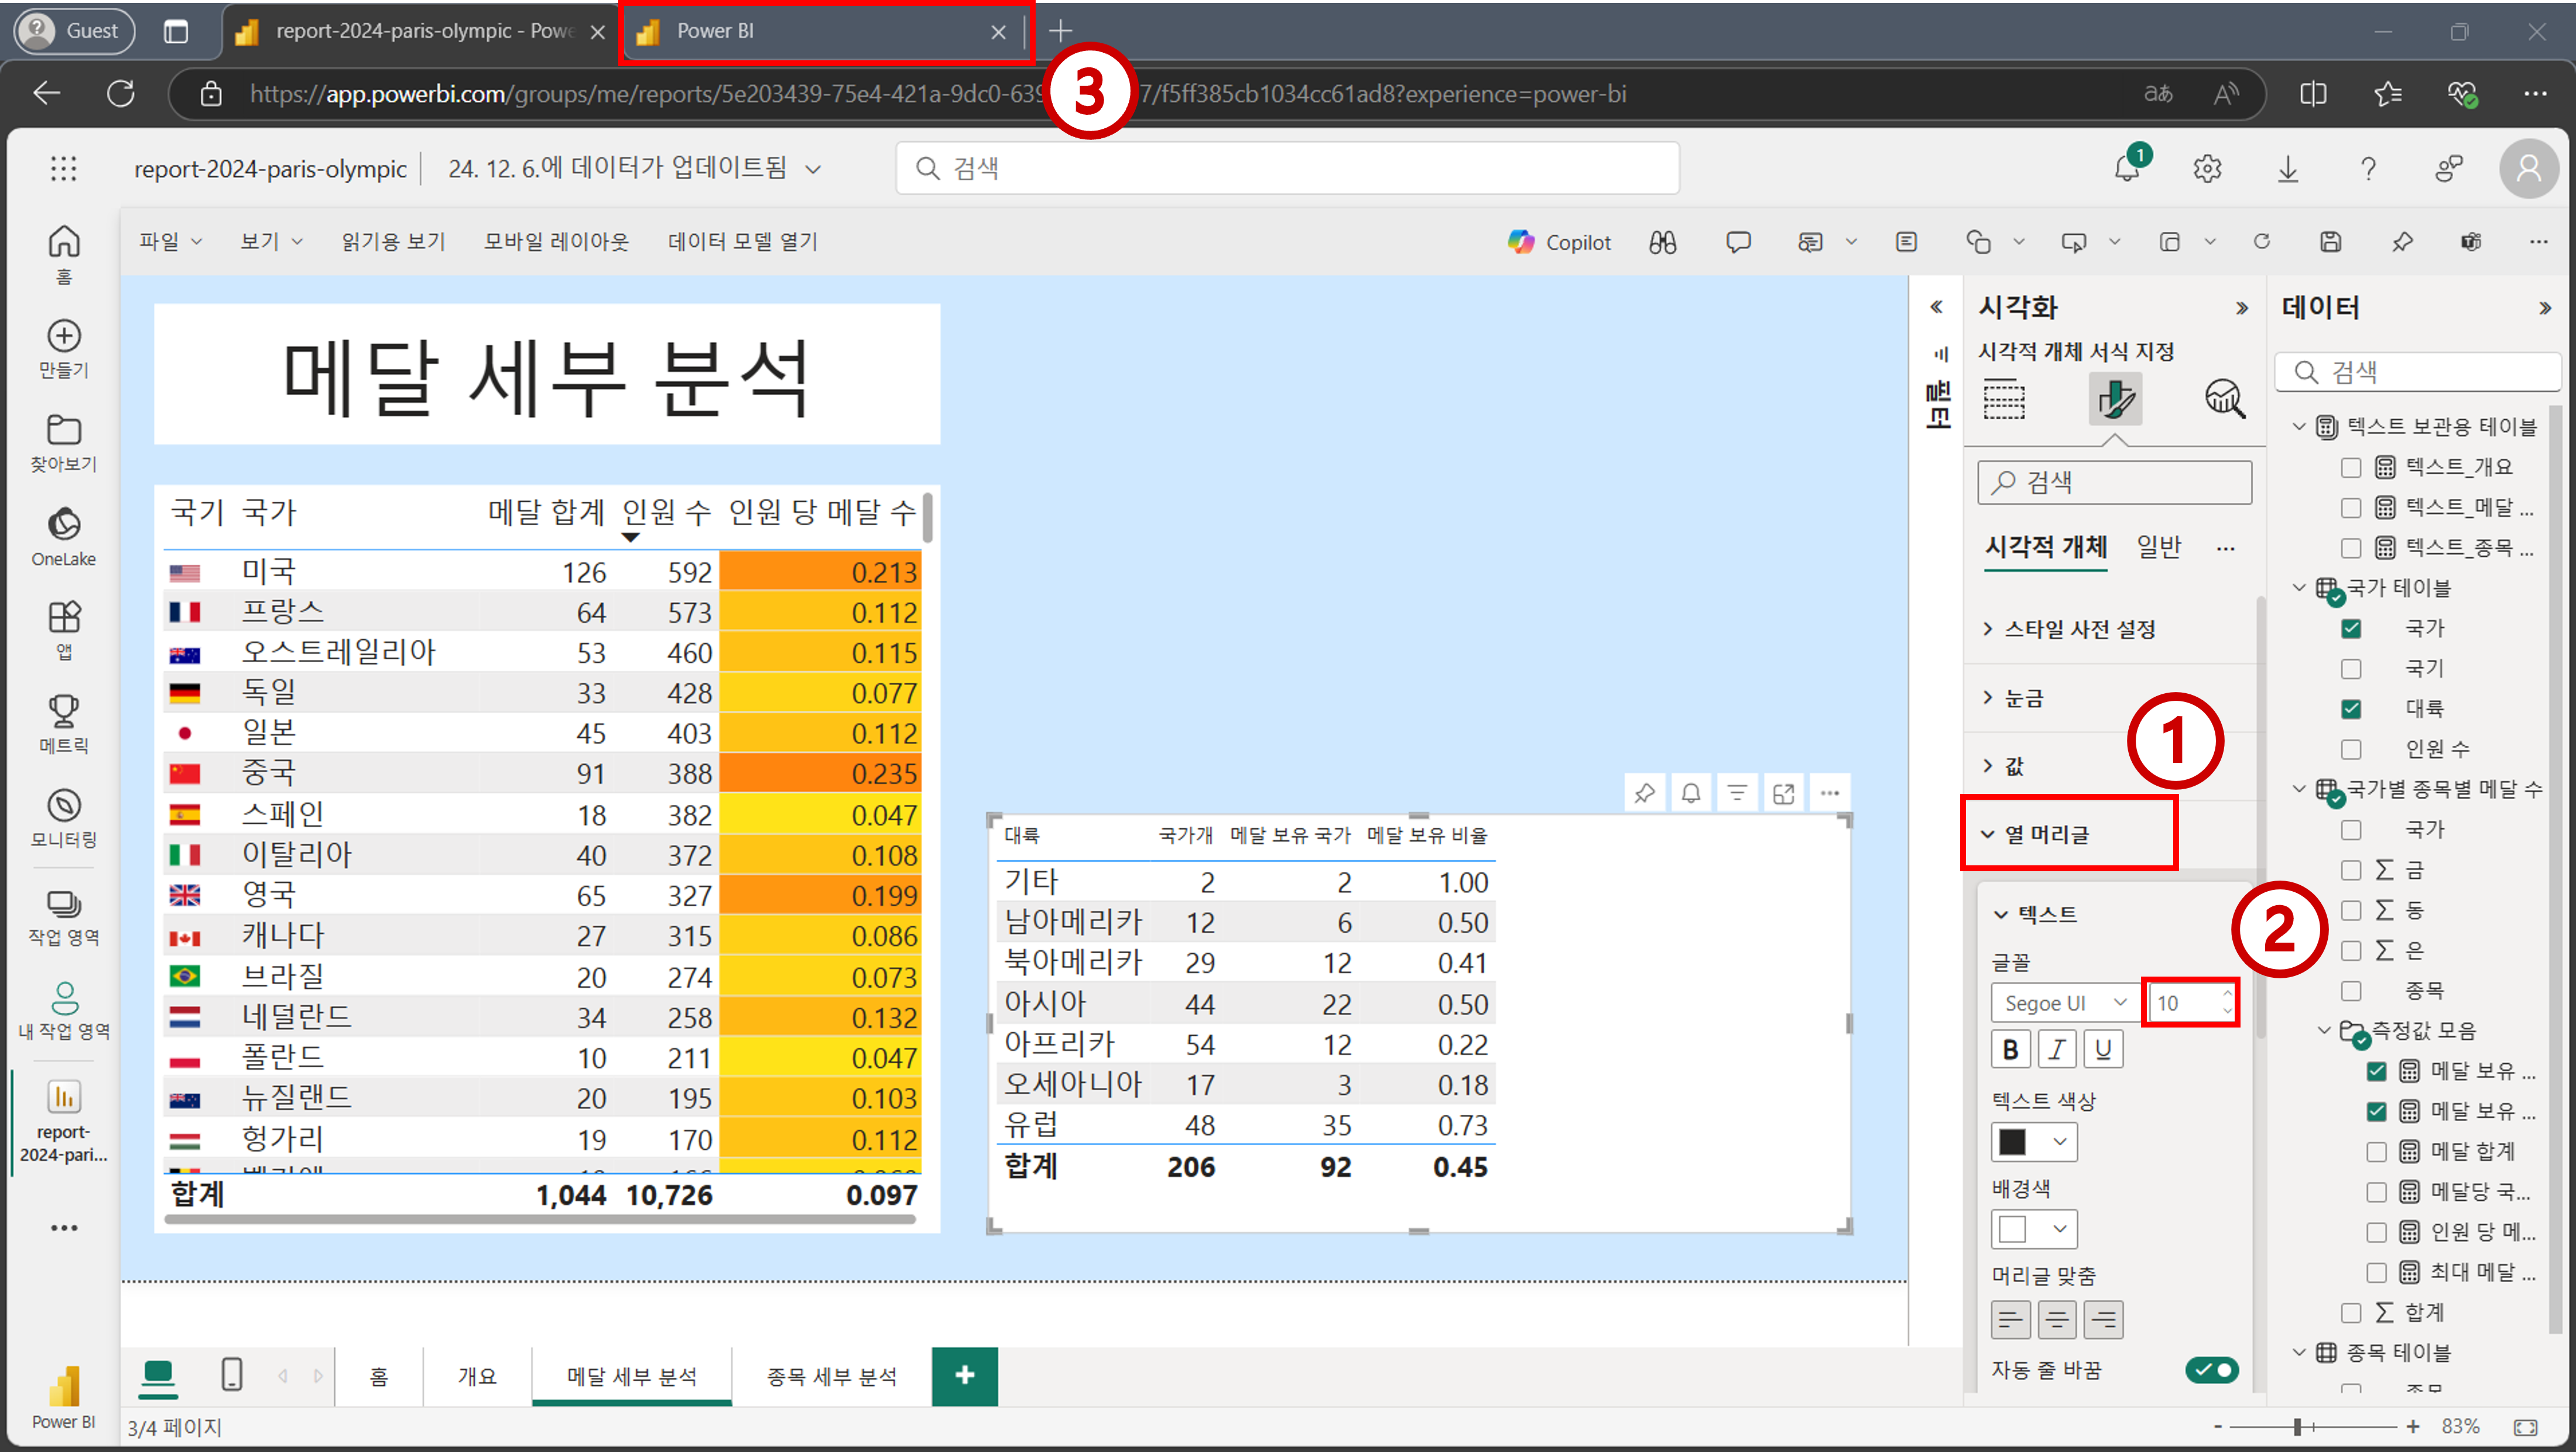 Guest
report-2024-paris-olympic - Powe
Power BI
https://app.powerbi.com/groups/me/reports/5e203439-75e4-421a-9dc0-639
7/f5ff385cb1034cc61ad8?experience=power-bi
③
report-2024-paris-olympic
24. 12. 6.에 데이터가 업데이트됨
검색
1
파일
보기
읽기용 보기
모바일 레이아웃
데이터 모델 열기
Copilot
홈
만들기
찾아보기
OneLake
앱
메트릭
모니터링
작업 영역
내 작업 영역
report-
2024-pari...
Power BI
메달 세부 분석
국기 국가 메달 합계 인원 수 인원 당 메달 수
미국 126 592 0.213
프랑스 64 573 0.112
오스트레일리아 53 460 0.115
독일 33 428 0.077
일본 45 403 0.112
중국 91 388 0.235
스페인 18 382 0.047
이탈리아 40 372 0.108
영국 65 327 0.199
캐나다 27 315 0.086
브라질 20 274 0.073
네덜란드 34 258 0.132
폴란드 10 211 0.047
뉴질랜드 20 195 0.103
헝가리 19 170 0.112
합계 1,044 10,726 0.097
대륙 국가개 메달 보유 국가 메달 보유 비율
기타 2 2 1.00
남아메리카 12 6 0.50
북아메리카 29 12 0.41
아시아 44 22 0.50
아프리카 54 12 0.22
오세아니아 17 3 0.18
유럽 48 35 0.73
합계 206 92 0.45
필터
시각화
시각적 개체 서식 지정
검색
시각적 개체 일반 ...
스타일 사전 설정
눈금
①
값
열 머리글
텍스트
②
글꼴
Segoe UI 10
B I U
텍스트 색상
배경색
머리글 맞춤
자동 줄 바꿈
데이터
검색
텍스트 보관용 테이블
텍스트_개요
텍스트_메달 ...
텍스트_종목 ...
국가 테이블
국가
국기
대륙
인원 수
국가별 종목별 메달 수
국가
∑ 금
∑ 동
∑ 은
종목
측정값 모음
메달 보유 ...
메달 보유 ...
메달 합계
메달당 국...
인원 당 메...
최대 메달 ...
∑ 합계
종목 테이블
홈
개요
메달 세부 분석
종목 세부 분석
+
3/4 페이지
- + 83%